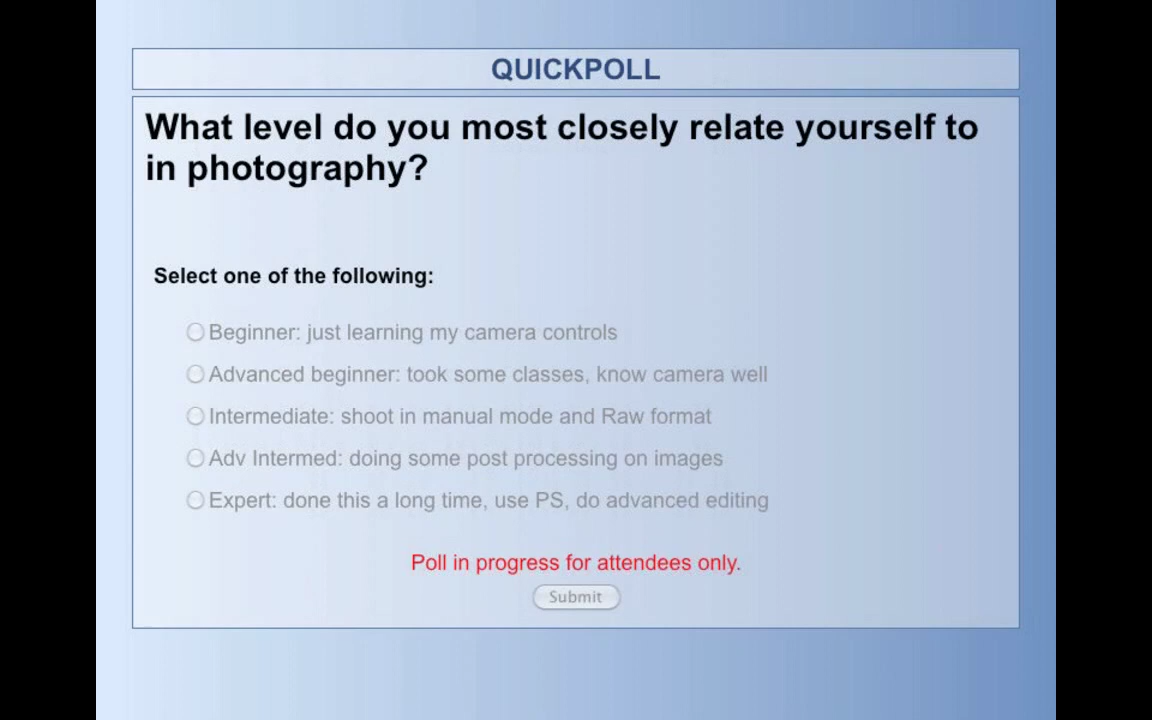 QUICKPOLL
What level do you most closely relate yourself to
in photography?
Select one of the following:
Beginner: just learning my camera controls
Advanced beginner: took some classes, know camera well
Intermediate: shoot in manual mode and Raw format
Adv Intermed: doing some post processing on images
Expert: done this a long time, use PS, do advanced editing
Poll in progress for attendees only.
Submit